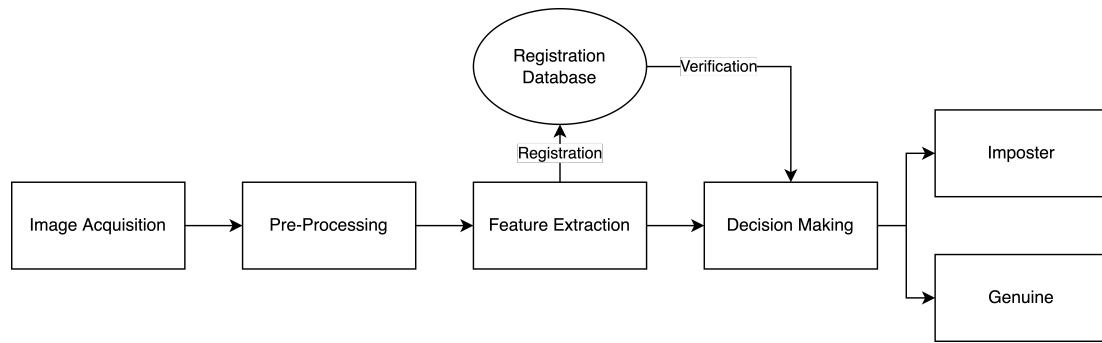 Registration
Database
Verification
Registration
Imposter
Image Acquisition
Pre-Processing
Feature Extraction
Decision Making
Genuine